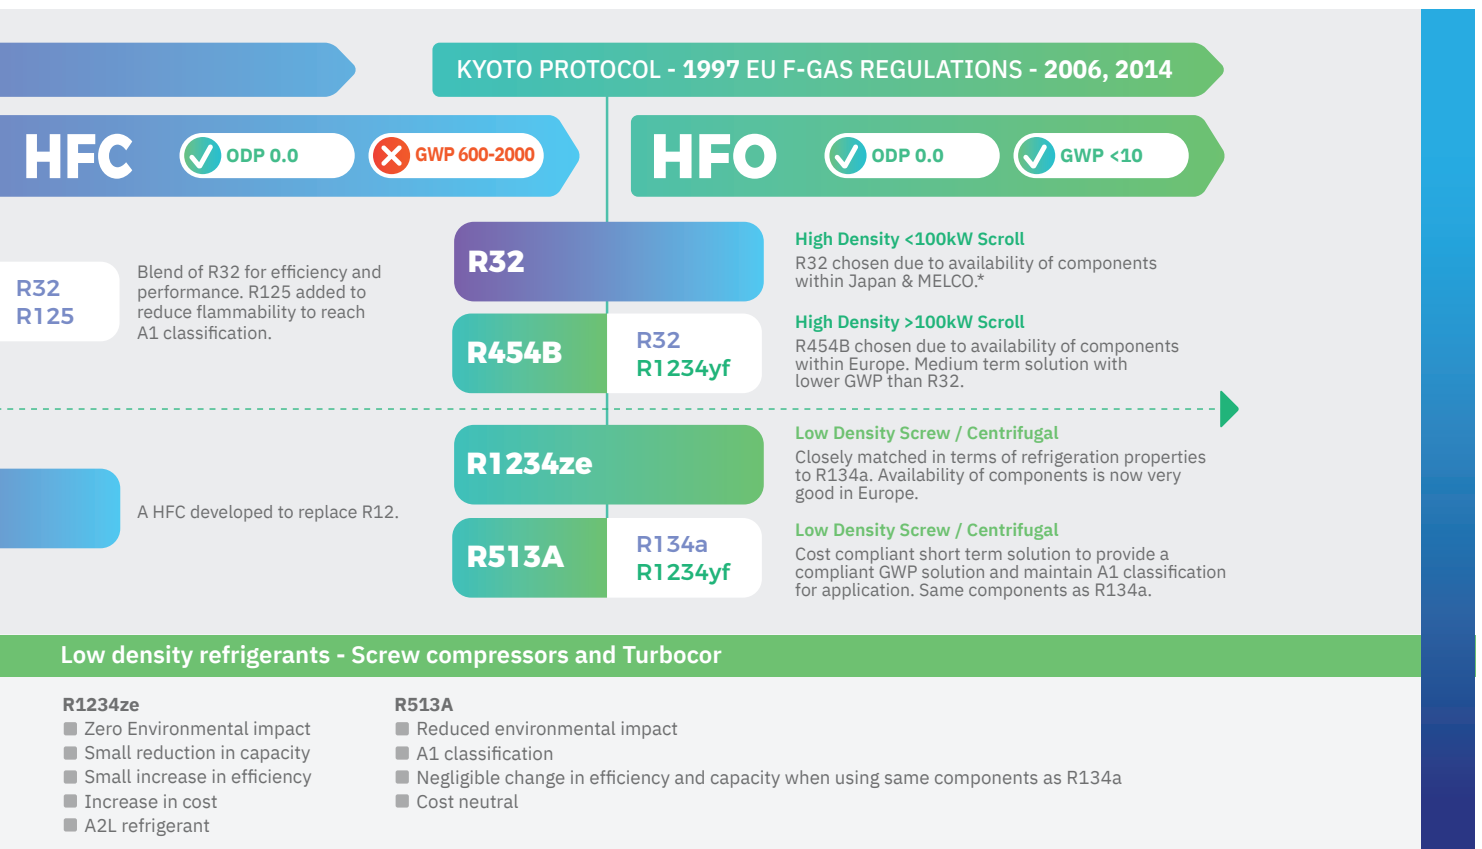 KYOTO PROTOCOL - 1997 EU F-GAS REGULATIONS - 2006, 2014
HFC
ODP 0.0
GWP 600-2000
HFO
ODP 0.0
GWP <10
R32
R125
Blend of R32 for efficiency and
performance. R125 added to
reduce flammability to reach
A1 classification.
R32
High Density <100kW Scroll
R32 chosen due to availability of components
within Japan & MELCO.*
R454B
R32
R1234yf
High Density >100kW Scroll
R454B chosen due to availability of components
within Europe. Medium term solution with
lower GWP than R32.
A HFC developed to replace R12.
R1234ze
Low Density Screw / Centrifugal
Closely matched in terms of refrigeration properties
to R134a. Availability of components is now very
good in Europe.
R513A
R134a
R1234yf
Low Density Screw / Centrifugal
Cost compliant short term solution to provide a
compliant GWP solution and maintain A1 classification
for application. Same components as R134a.
Low density refrigerants - Screw compressors and Turbocor
R1234ze
Zero Environmental impact
Small reduction in capacity
Small increase in efficiency
Increase in cost
A2L refrigerant
R513A
Reduced environmental impact
A1 classification
Negligible change in efficiency and capacity when using same components as R134a
Cost neutral